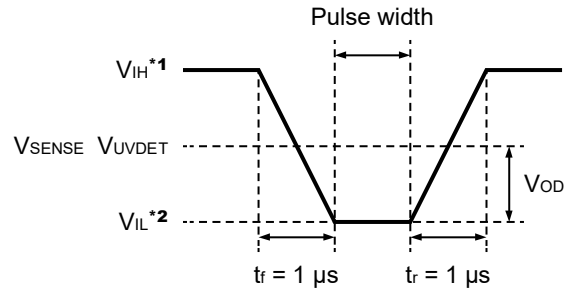 Pulse width
VIH*1
VSENSE VUVDET
VOD
VIL*2
tf = 1 µs
tr = 1 µs